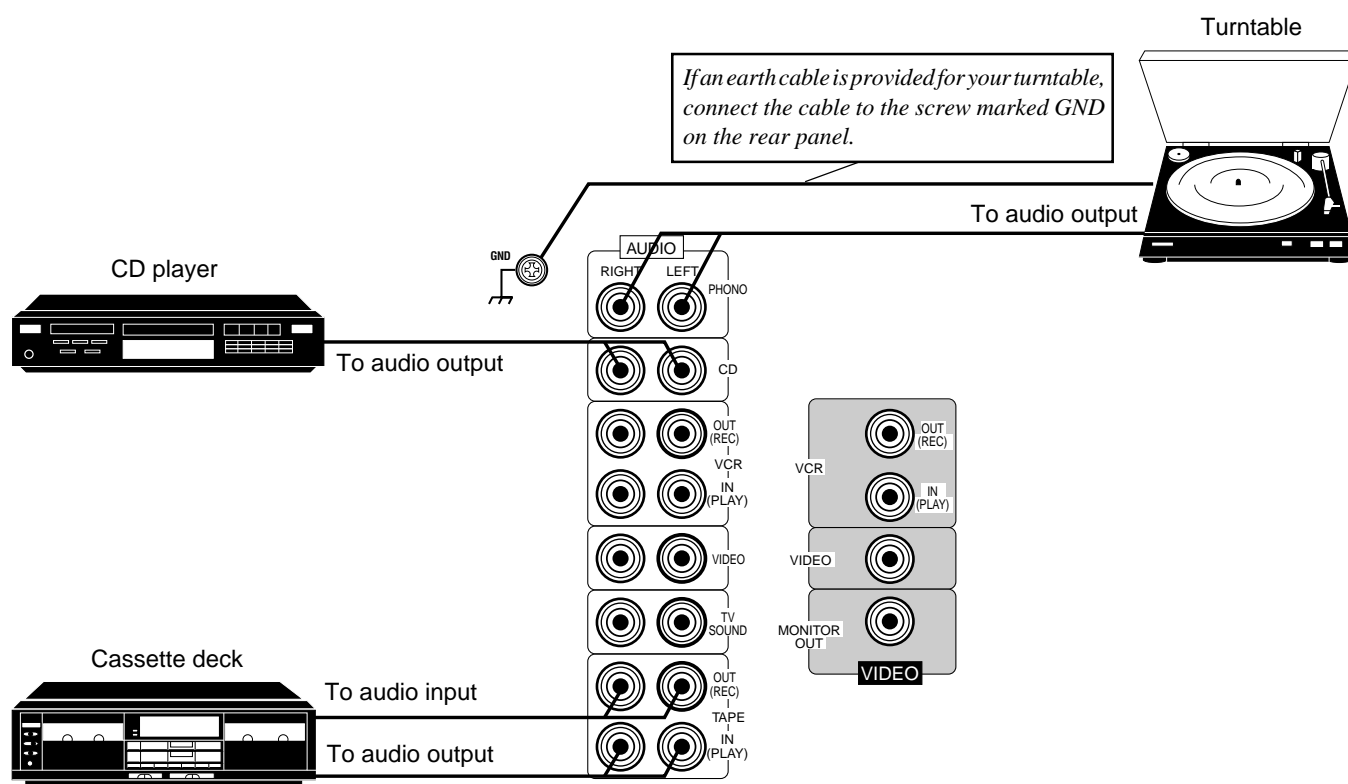 Turntable
If an earth cable is provided for your turntable,
connect the cable to the screw marked GND
on the rear panel.
To audio output
GND
AUDIO
RIGHT LEFT
PHONO
CD player
To audio output
CD
OUT
(REC)
VCR
IN
(PLAY)
VIDEO
TV
SOUND
OUT
(REC)
TAPE
IN
(PLAY)
VCR
OUT
(REC)
IN
(PLAY)
VIDEO
MONITOR
OUT
VIDEO
Cassette deck
To audio input
To audio output